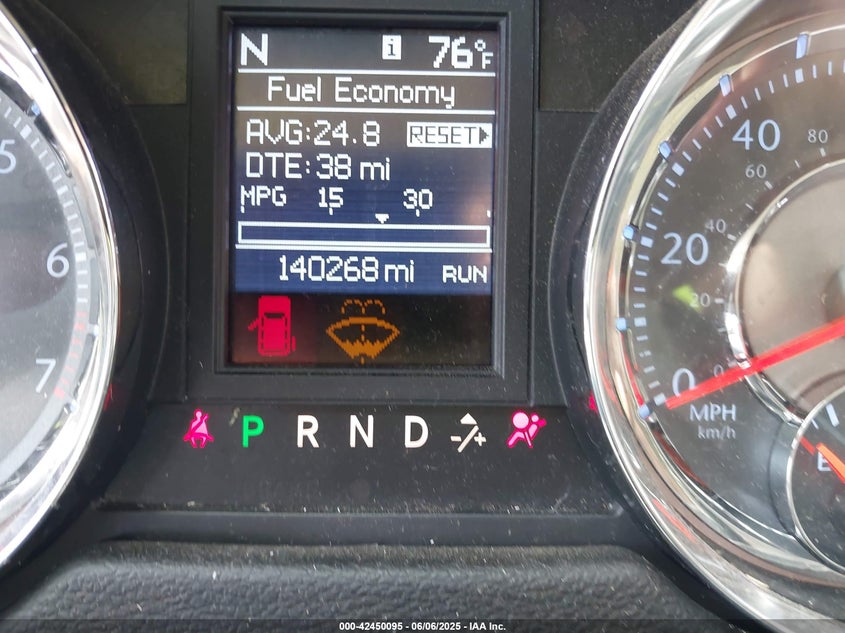 N i 76°F
Fuel Economy
AVG:24.8 RESET
DTE:38 mi
MPG 15 30
140268 mi RUN
P R N D -/+
5
6
7
40
20
0
MPH
km/h
80
60
40
20
0
E
000-42450095 - 06/06/2025 - IAA Inc.